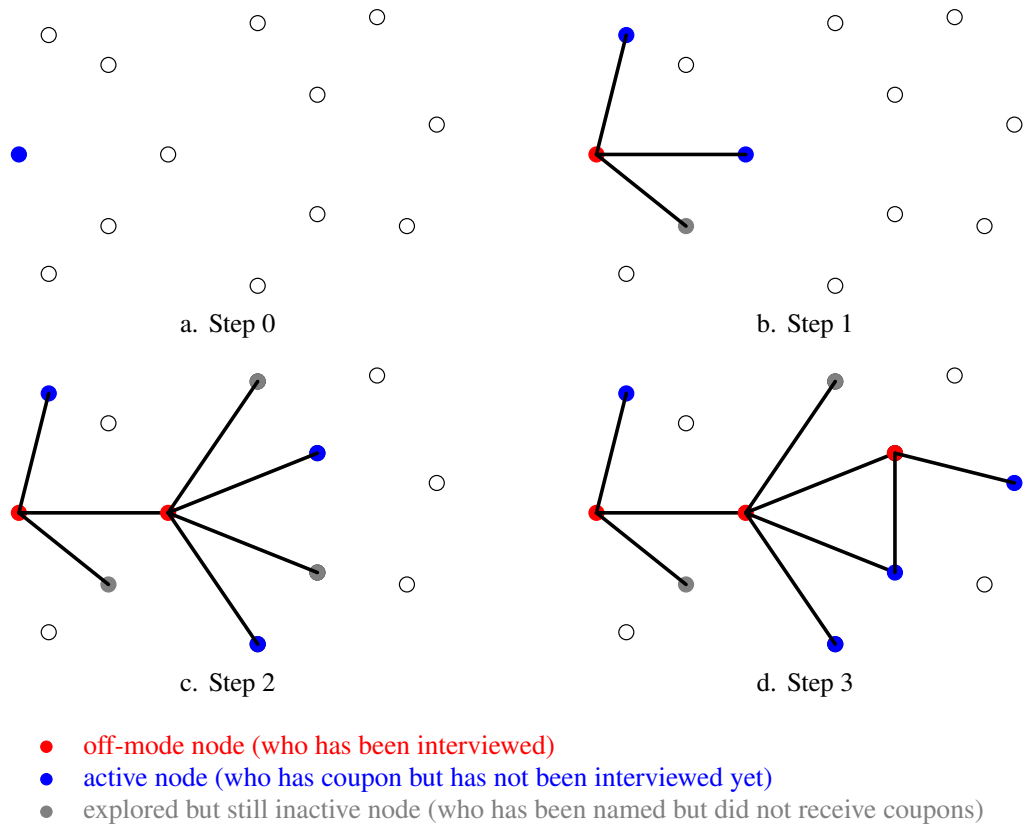 a. Step 0
b. Step 1
c. Step 2
d. Step 3
off-mode node (who has been interviewed)
active node (who has coupon but has not been interviewed yet)
explored but still inactive node (who has been named but did not receive coupons)